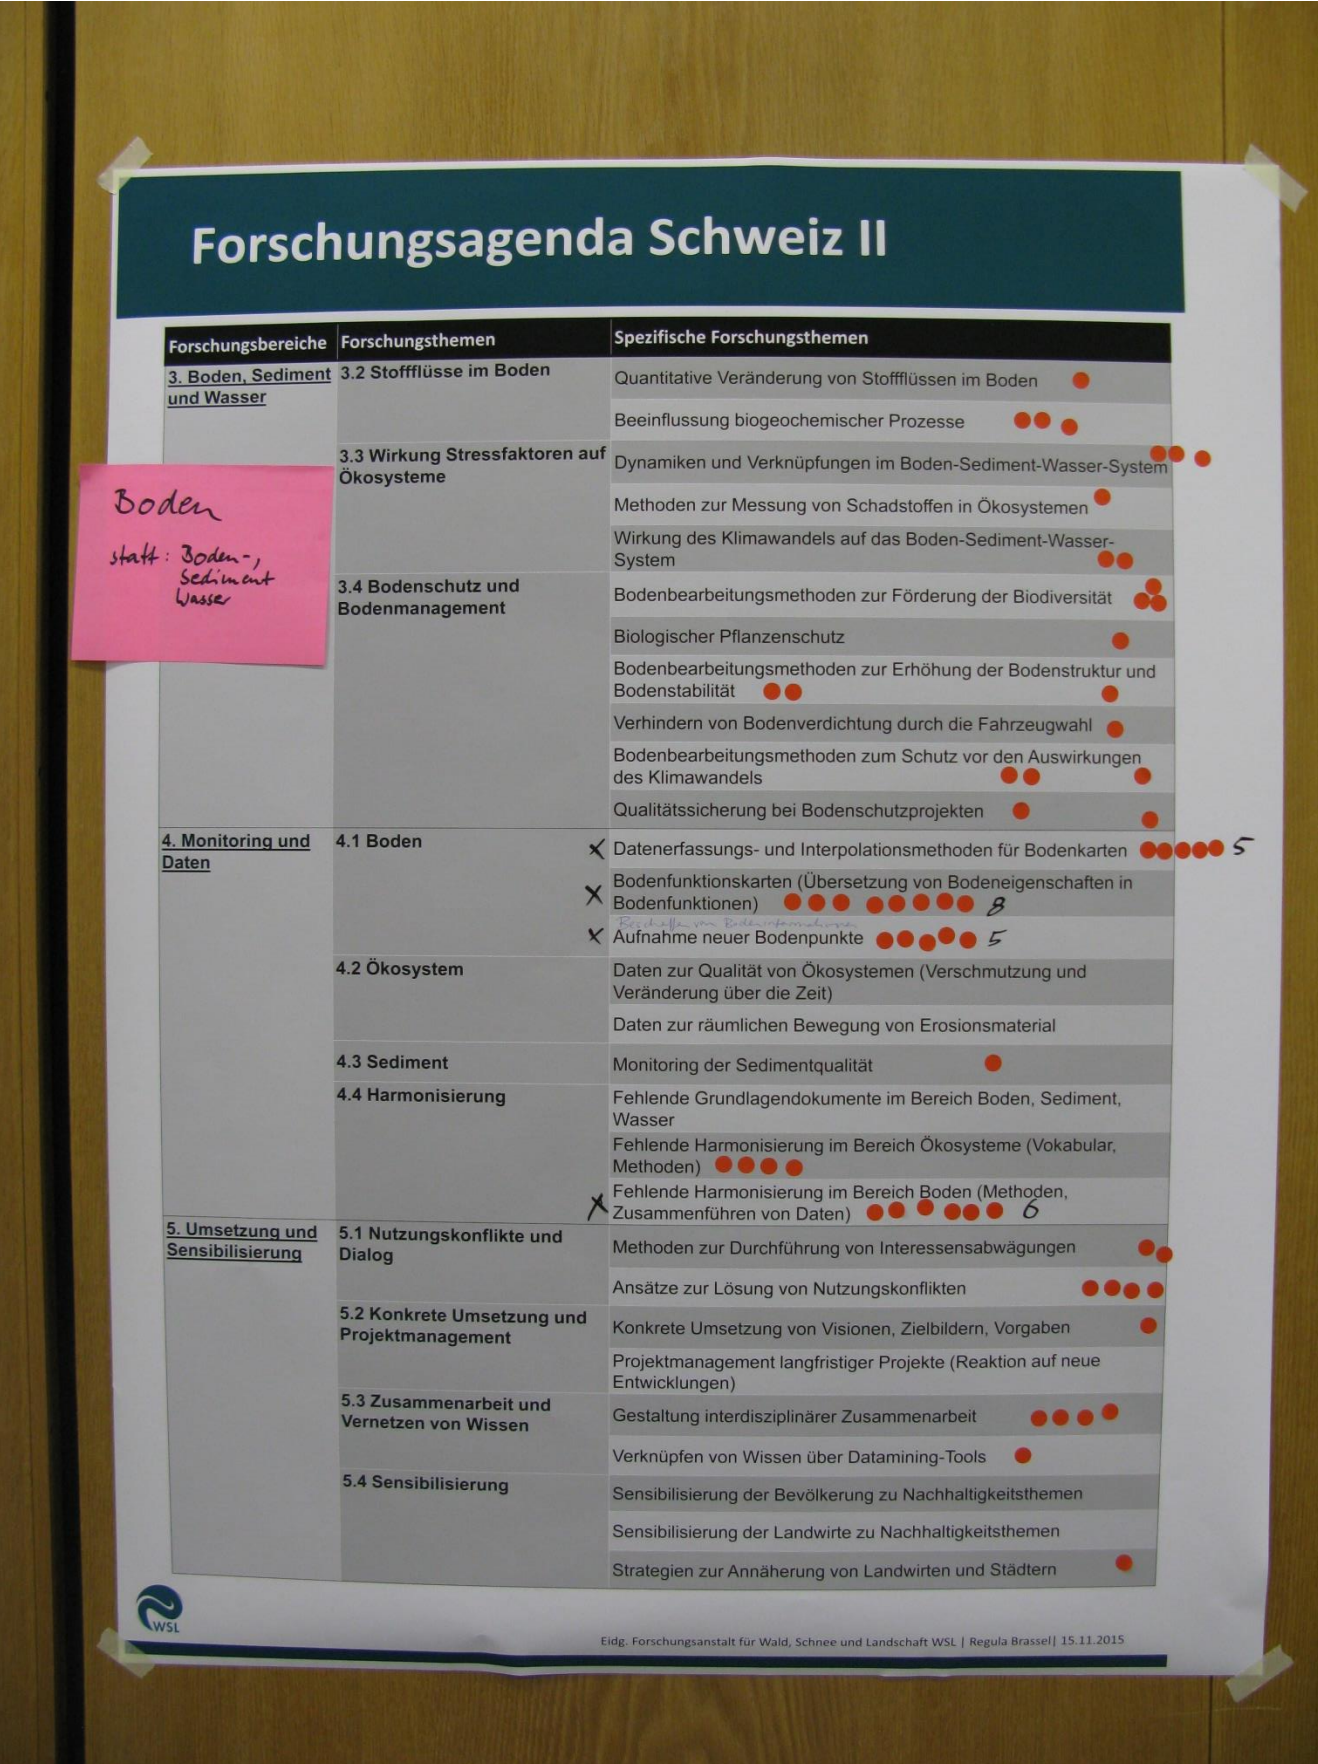 Forschungsagenda Schweiz II
Forschungsbereiche Forschungsthemen Spezifische Forschungsthemen
3. Boden, Sediment
und Wasser
3.2 Stoffflüsse im Boden
Quantitative Veränderung von Stoffflüssen im Boden
Beeinflussung biogeochemischer Prozesse
3.3 Wirkung Stressfaktoren auf
Ökosysteme
Dynamiken und Verknüpfungen im Boden-Sediment-Wasser-System
Methoden zur Messung von Schadstoffen in Ökosystemen
Wirkung des Klimawandels auf das Boden-Sediment-Wasser-
System
Boden
statt: Boden-,
Sediment
Wasser
3.4 Bodenschutz und
Bodenmanagement
Bodenbearbeitungsmethoden zur Förderung der Biodiversität
Biologischer Pflanzenschutz
Bodenbearbeitungsmethoden zur Erhöhung der Bodenstruktur und
Bodenstabilität
Verhindern von Bodenverdichtung durch die Fahrzeugwahl
Bodenbearbeitungsmethoden zum Schutz vor den Auswirkungen
des Klimawandels
Qualitätssicherung bei Bodenschutzprojekten
4. Monitoring und
Daten
4.1 Boden
x Datenerfassungs- und Interpolationsmethoden für Bodenkarten 5
x Bodenfunktionskarten (Übersetzung von Bodeneigenschaften in
Bodenfunktionen) 8
Beschaffen von Bodeninformationen
x Aufnahme neuer Bodenpunkte 5
4.2 Ökosystem
Daten zur Qualität von Ökosystemen (Verschmutzung und
Veränderung über die Zeit)
Daten zur räumlichen Bewegung von Erosionsmaterial
4.3 Sediment
Monitoring der Sedimentqualität
4.4 Harmonisierung
Fehlende Grundlagendokumente im Bereich Boden, Sediment,
Wasser
Fehlende Harmonisierung im Bereich Ökosysteme (Vokabular,
Methoden)
x Fehlende Harmonisierung im Bereich Boden (Methoden,
Zusammenführen von Daten) 6
5. Umsetzung und
Sensibilisierung
5.1 Nutzungskonflikte und
Dialog
Methoden zur Durchführung von Interessensabwägungen
Ansätze zur Lösung von Nutzungskonflikten
5.2 Konkrete Umsetzung und
Projektmanagement
Konkrete Umsetzung von Visionen, Zielbildern, Vorgaben
Projektmanagement langfristiger Projekte (Reaktion auf neue
Entwicklungen)
5.3 Zusammenarbeit und
Vernetzen von Wissen
Gestaltung interdisziplinärer Zusammenarbeit
Verknüpfen von Wissen über Datamining-Tools
5.4 Sensibilisierung
Sensibilisierung der Bevölkerung zu Nachhaltigkeitsthemen
Sensibilisierung der Landwirte zu Nachhaltigkeitsthemen
Strategien zur Annäherung von Landwirten und Städtern
WSL
Eidg. Forschungsanstalt für Wald, Schnee und Landschaft WSL | Regula Brassel| 15.11.2015